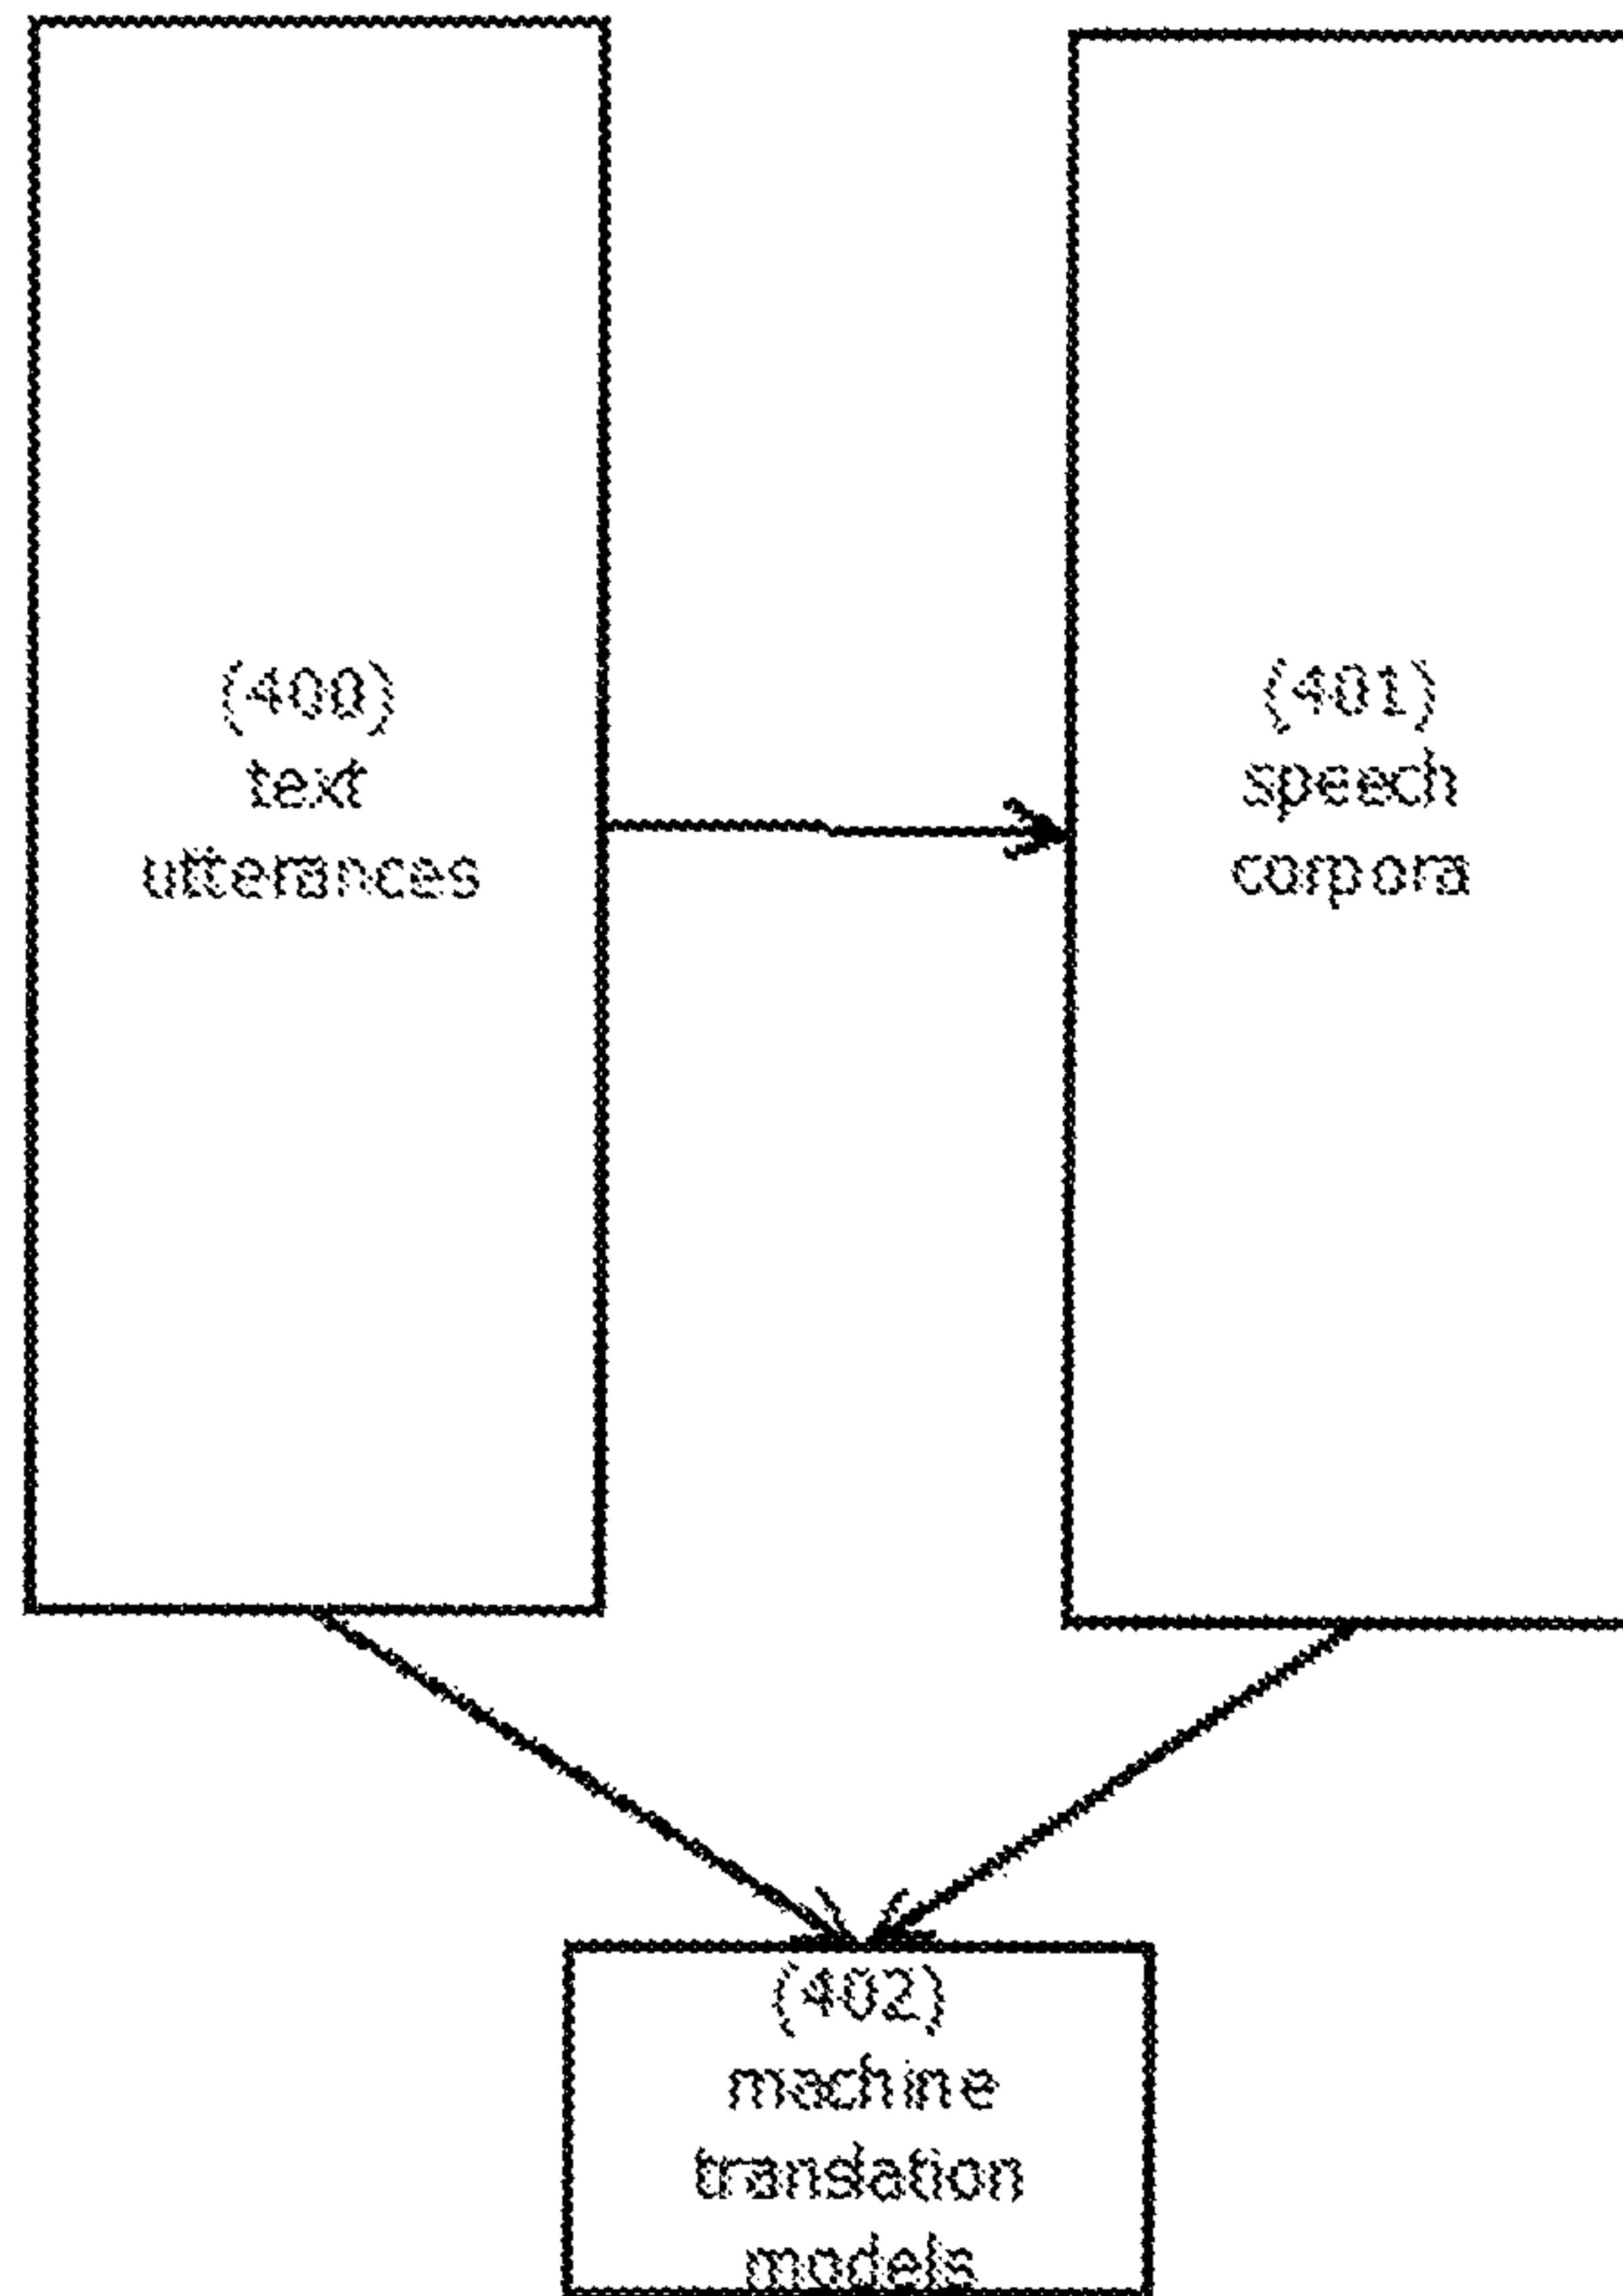 (400)
text
utterances
(401)
speech
corpora
(402)
machine
translation
models